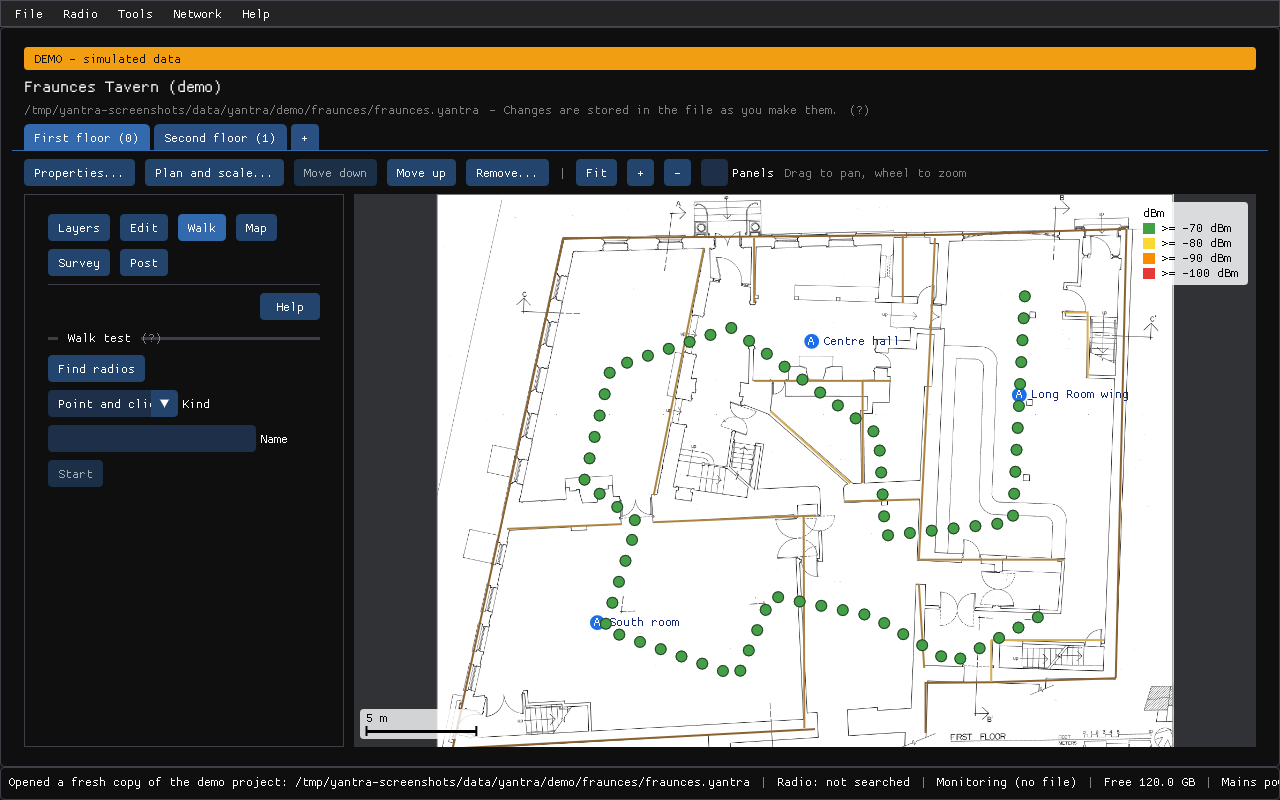 File Radio Tools Network Help
DEMO - simulated data
Fraunces Tavern (demo)
/tmp/yantra-screenshots/data/yantra/demo/fraunces/fraunces.yantra - Changes are stored in the file as you make them. (?)
First floor (0) Second floor (1) +
Properties... Plan and scale... Move down Move up Remove... | Fit + - Panels Drag to pan, wheel to zoom
Layers Edit Walk Map
Survey Post
Help
Walk test (?)
Find radios
Point and cli ▼ Kind
Name
Start
dBm
>= -70 dBm
>= -80 dBm
>= -90 dBm
>= -100 dBm
A
B
C'
A Centre hall
A Long Room wing
A South room
5 m
B'
FIRST FLOOR
FEET
METERS
Opened a fresh copy of the demo project: /tmp/yantra-screenshots/data/yantra/demo/fraunces/fraunces.yantra | Radio: not searched | Monitoring (no file) | Free 120.0 GB | Mains po